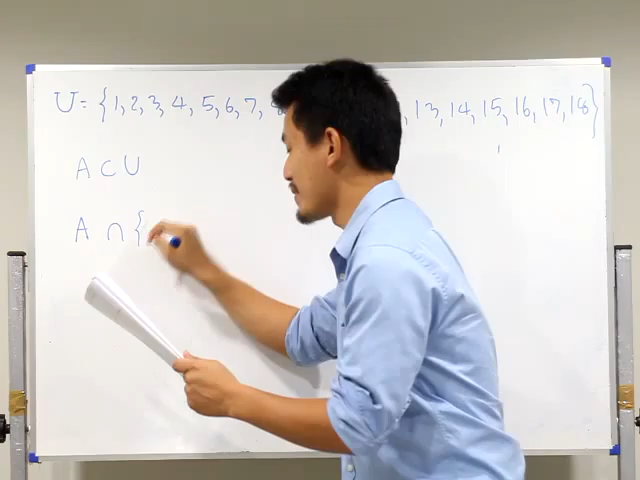 U = {1, 2, 3, 4, 5, 6, 7, , 13, 14, 15, 16, 17, 18}
A ⊂ U
A ∩ {